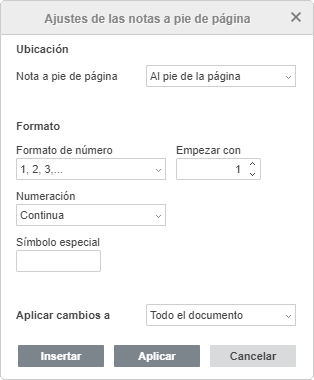 Ajustes de las notas a pie de página
Ubicación
Nota a pie de página Al pie de la página
Formato
Formato de número Empezar con
1, 2, 3,... 1
Numeración
Continua
Símbolo especial
Aplicar cambios a Todo el documento
Insertar Aplicar Cancelar